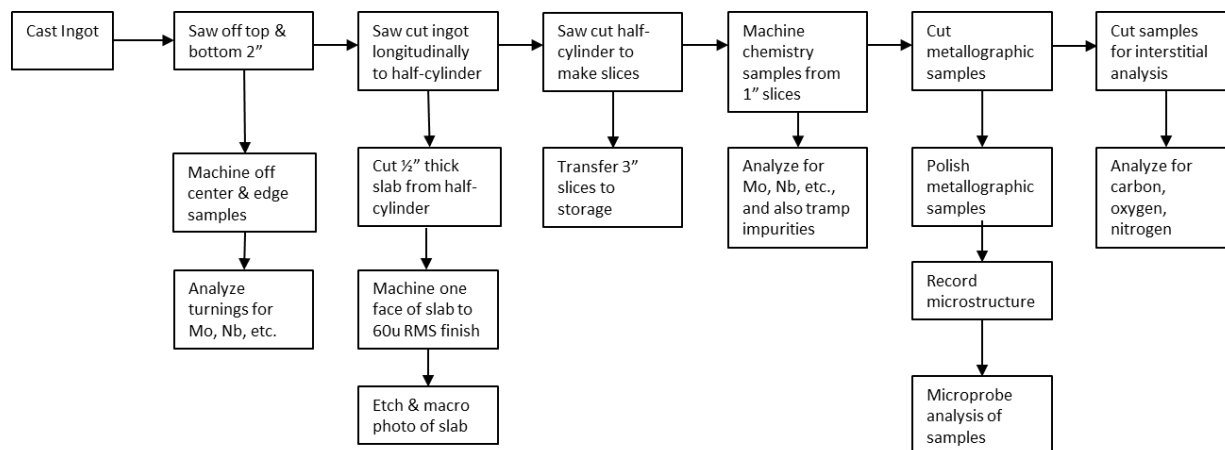 Cast Ingot
Saw off top &
bottom 2”
Saw cut ingot
longitudinally
to half-cylinder
Saw cut half-
cylinder to
make slices
Machine
chemistry
samples from
1” slices
Cut
metallographic
samples
Cut samples
for interstitial
analysis
Machine off
center & edge
samples
Cut ½” thick
slab from half-
cylinder
Transfer 3”
slices to
storage
Analyze for
Mo, Nb, etc.,
and also tramp
impurities
Polish
metallographic
samples
Analyze for
carbon,
oxygen,
nitrogen
Analyze
turnings for
Mo, Nb, etc.
Machine one
face of slab to
60u RMS finish
Record
microstructure
Etch & macro
photo of slab
Microprobe
analysis of
samples